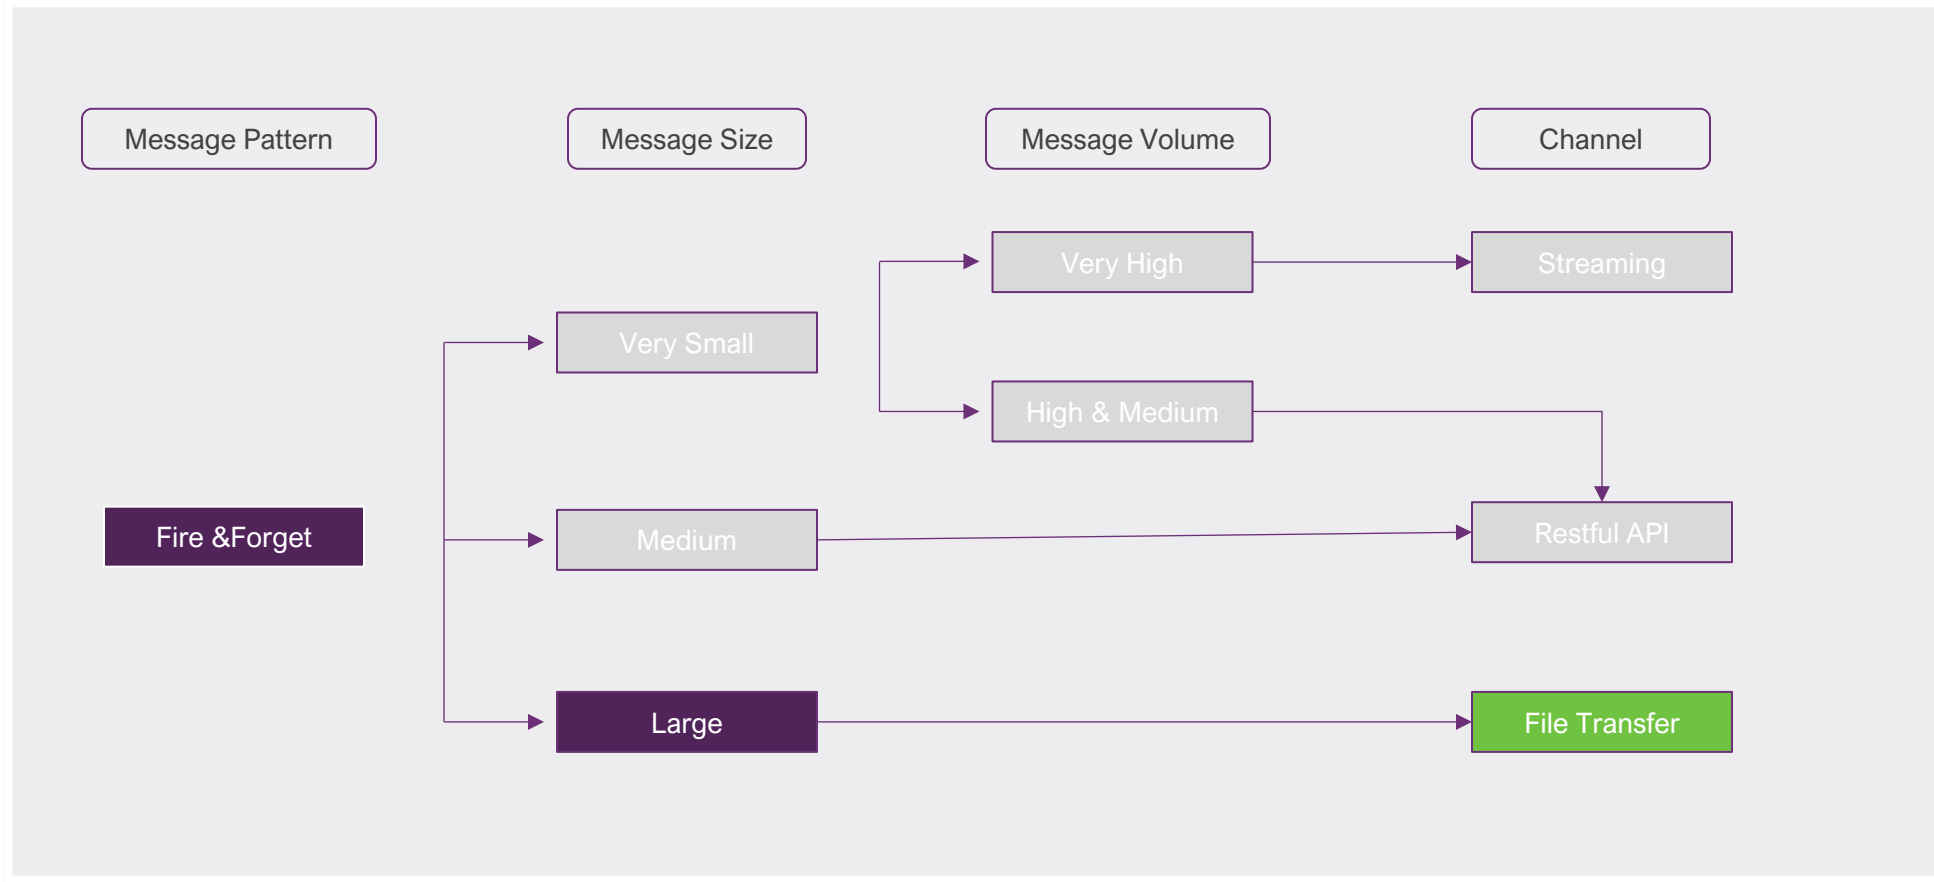 Message Pattern
Message Size
Message Volume
Channel
Very High
Streaming
Very Small
High & Medium
Fire &Forget
Medium
Restful API
Large
File Transfer